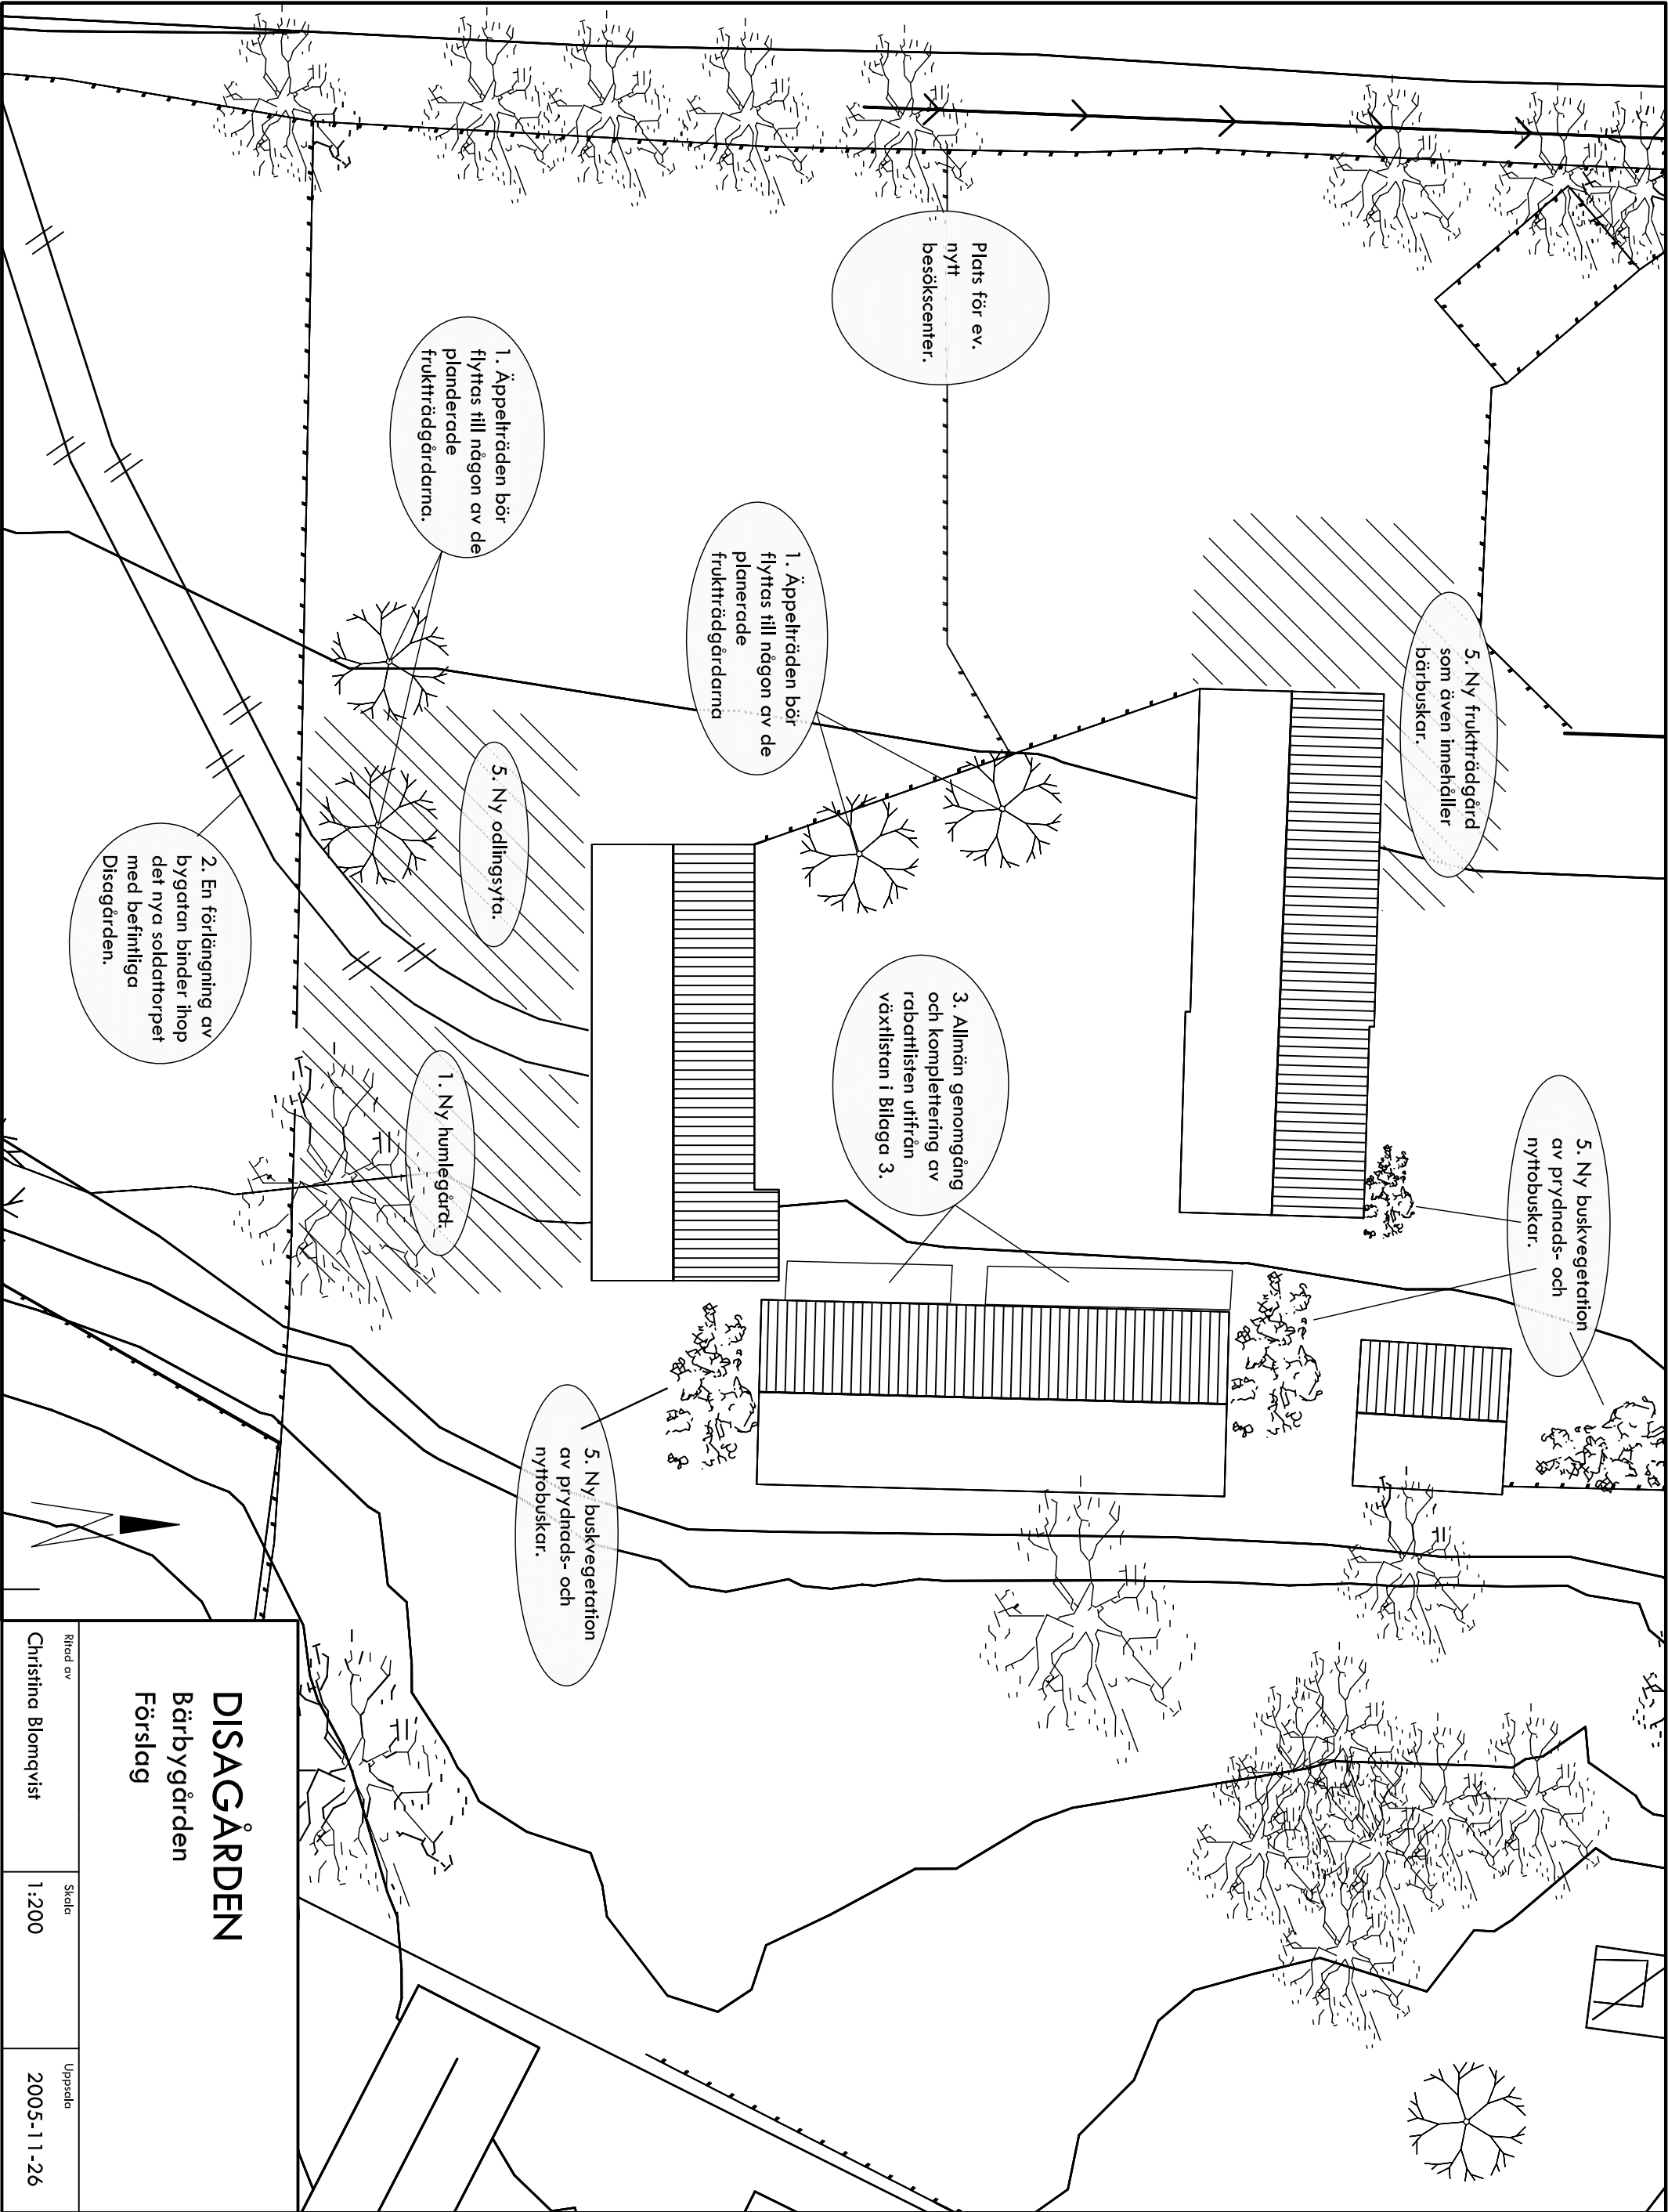 5. Ny buskvegetation
av prydnads- och
nyttobuskar.
5. Ny fruktträdgård
som även innehåller
bärbuskar.
Plats för ev.
nytt
besökscenter.
3. Allmän genomgång
och komplettering av
rabattlisten utifrån
växtlistan i Bilaga 3.
1. Äppelträden bör
flyttas till någon av de
planerade
fruktträdgårdarna
5. Ny buskvegetation
av prydnads- och
nyttobuskar.
1. Äppelträden bör
flyttas till någon av de
planderade
fruktträdgårdarna.
5. Ny odlingsyta.
1. Ny humlegård.
2. En förlängning av
bygatan binder ihop
det nya soldattorpet
med befintliga
Disagården.
DISAGÅRDEN
Bärbygården
Förslag
Ritad av
Christina Blomqvist
Skala
1:200
Uppsala
2005-11-26